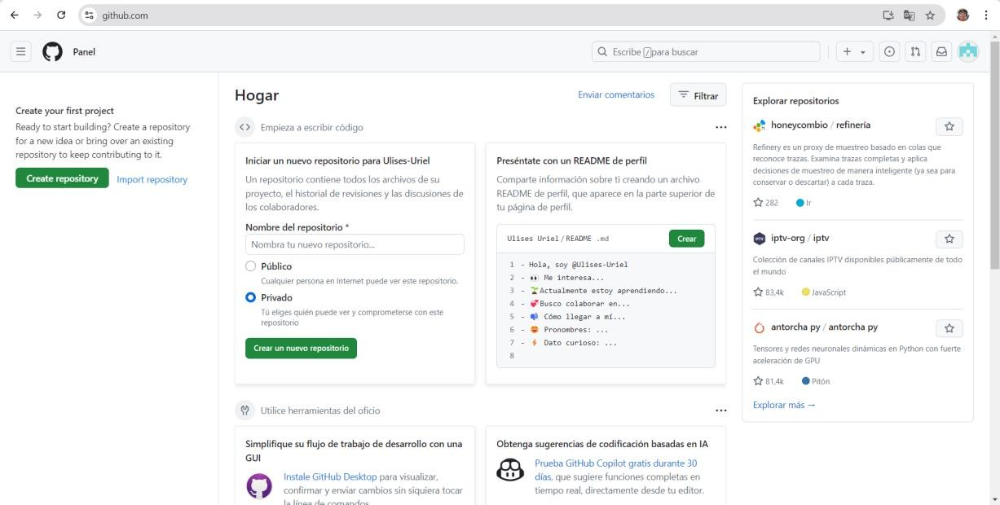 github.com
Panel
Escribe / para buscar
Create your first project
Ready to start building? Create a repository
for a new idea or bring over an existing
repository to keep contributing to it.
Create repository
Import repository
Hogar
Enviar comentarios
Filtrar
Empieza a escribir código
Iniciar un nuevo repositorio para Ulises-Uriel
Un repositorio contiene todos los archivos de su
proyecto, el historial de revisiones y las discusiones de
los colaboradores.
Nombre del repositorio *
Nombra tu nuevo repositorio...
Público
Cualquier persona en Internet puede ver este repositorio.
Privado
Tú eliges quién puede ver y comprometerse con este
repositorio
Crear un nuevo repositorio
Preséntate con un README de perfil
Comparte información sobre ti creando un archivo
README de perfil, que aparece en la parte superior de
tu página de perfil.
Ulises Uriel/README .md
Crear
1 - Hola, soy @Ulises-Uriel
2 - 👀 Me interesa...
3 - 🌱Actualmente estoy aprendiendo...
4 - 💞️Busco colaborar en...
5 - 📫 Cómo llegar a mí...
6 - 😄 Pronombres: ...
7 - ⚡ Dato curioso: ...
8
Utilice herramientas del oficio
Simplifique su flujo de trabajo de desarrollo con una
GUI
Instale GitHub Desktop para visualizar,
confirmar y enviar cambios sin siquiera tocar
la línea de comandos.
Obtenga sugerencias de codificación basadas en IA
Prueba GitHub Copilot gratis durante 30
días, que sugiere funciones completas en
tiempo real, directamente desde tu editor.
Explorar repositorios
honeycombio / refinería
Refinery es un proxy de muestreo basado en colas que
reconoce trazas. Examina trazas completas y aplica
decisiones de muestreo de manera inteligente (ya sea para
conservar o descartar) a cada traza.
282
Ir
IPTV
iptv-org / iptv
Colección de canales IPTV disponibles públicamente de todo
el mundo
83,4k
JavaScript
antorcha py / antorcha py
Tensores y redes neuronales dinámicas en Python con fuerte
aceleración de GPU
81,4k
Pitón
Explorar más →